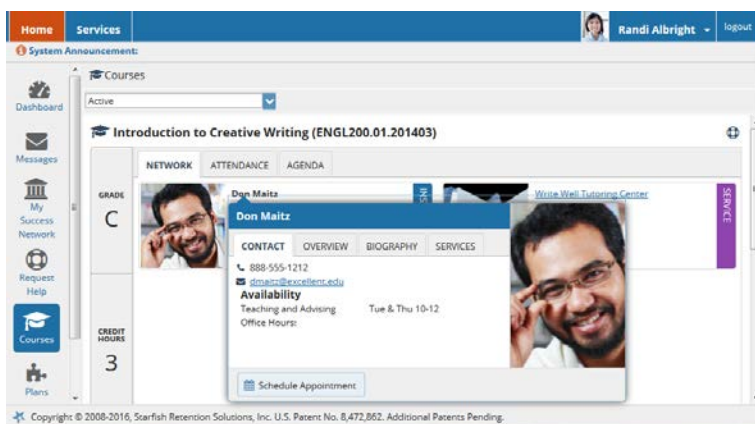 Home Services Randi Albright logout
System Announcement:
Courses
Active
Dashboard
Messages
My
Success
Network
Request
Help
Courses
Plans
Introduction to Creative Writing (ENGL200.01.201403)
NETWORK ATTENDANCE AGENDA
GRADE
C
CREDIT
HOURS
3
Don Maitz
Write Well Tutoring Center
SERVICE
Don Maitz
CONTACT OVERVIEW BIOGRAPHY SERVICES
888-555-1212
dmaitz@excellent.edu
Availability
Teaching and Advising Tue & Thu 10-12
Office Hours:
Schedule Appointment
Copyright © 2008-2016, Starfish Retention Solutions, Inc. U.S. Patent No. 8,472,862. Additional Patents Pending.